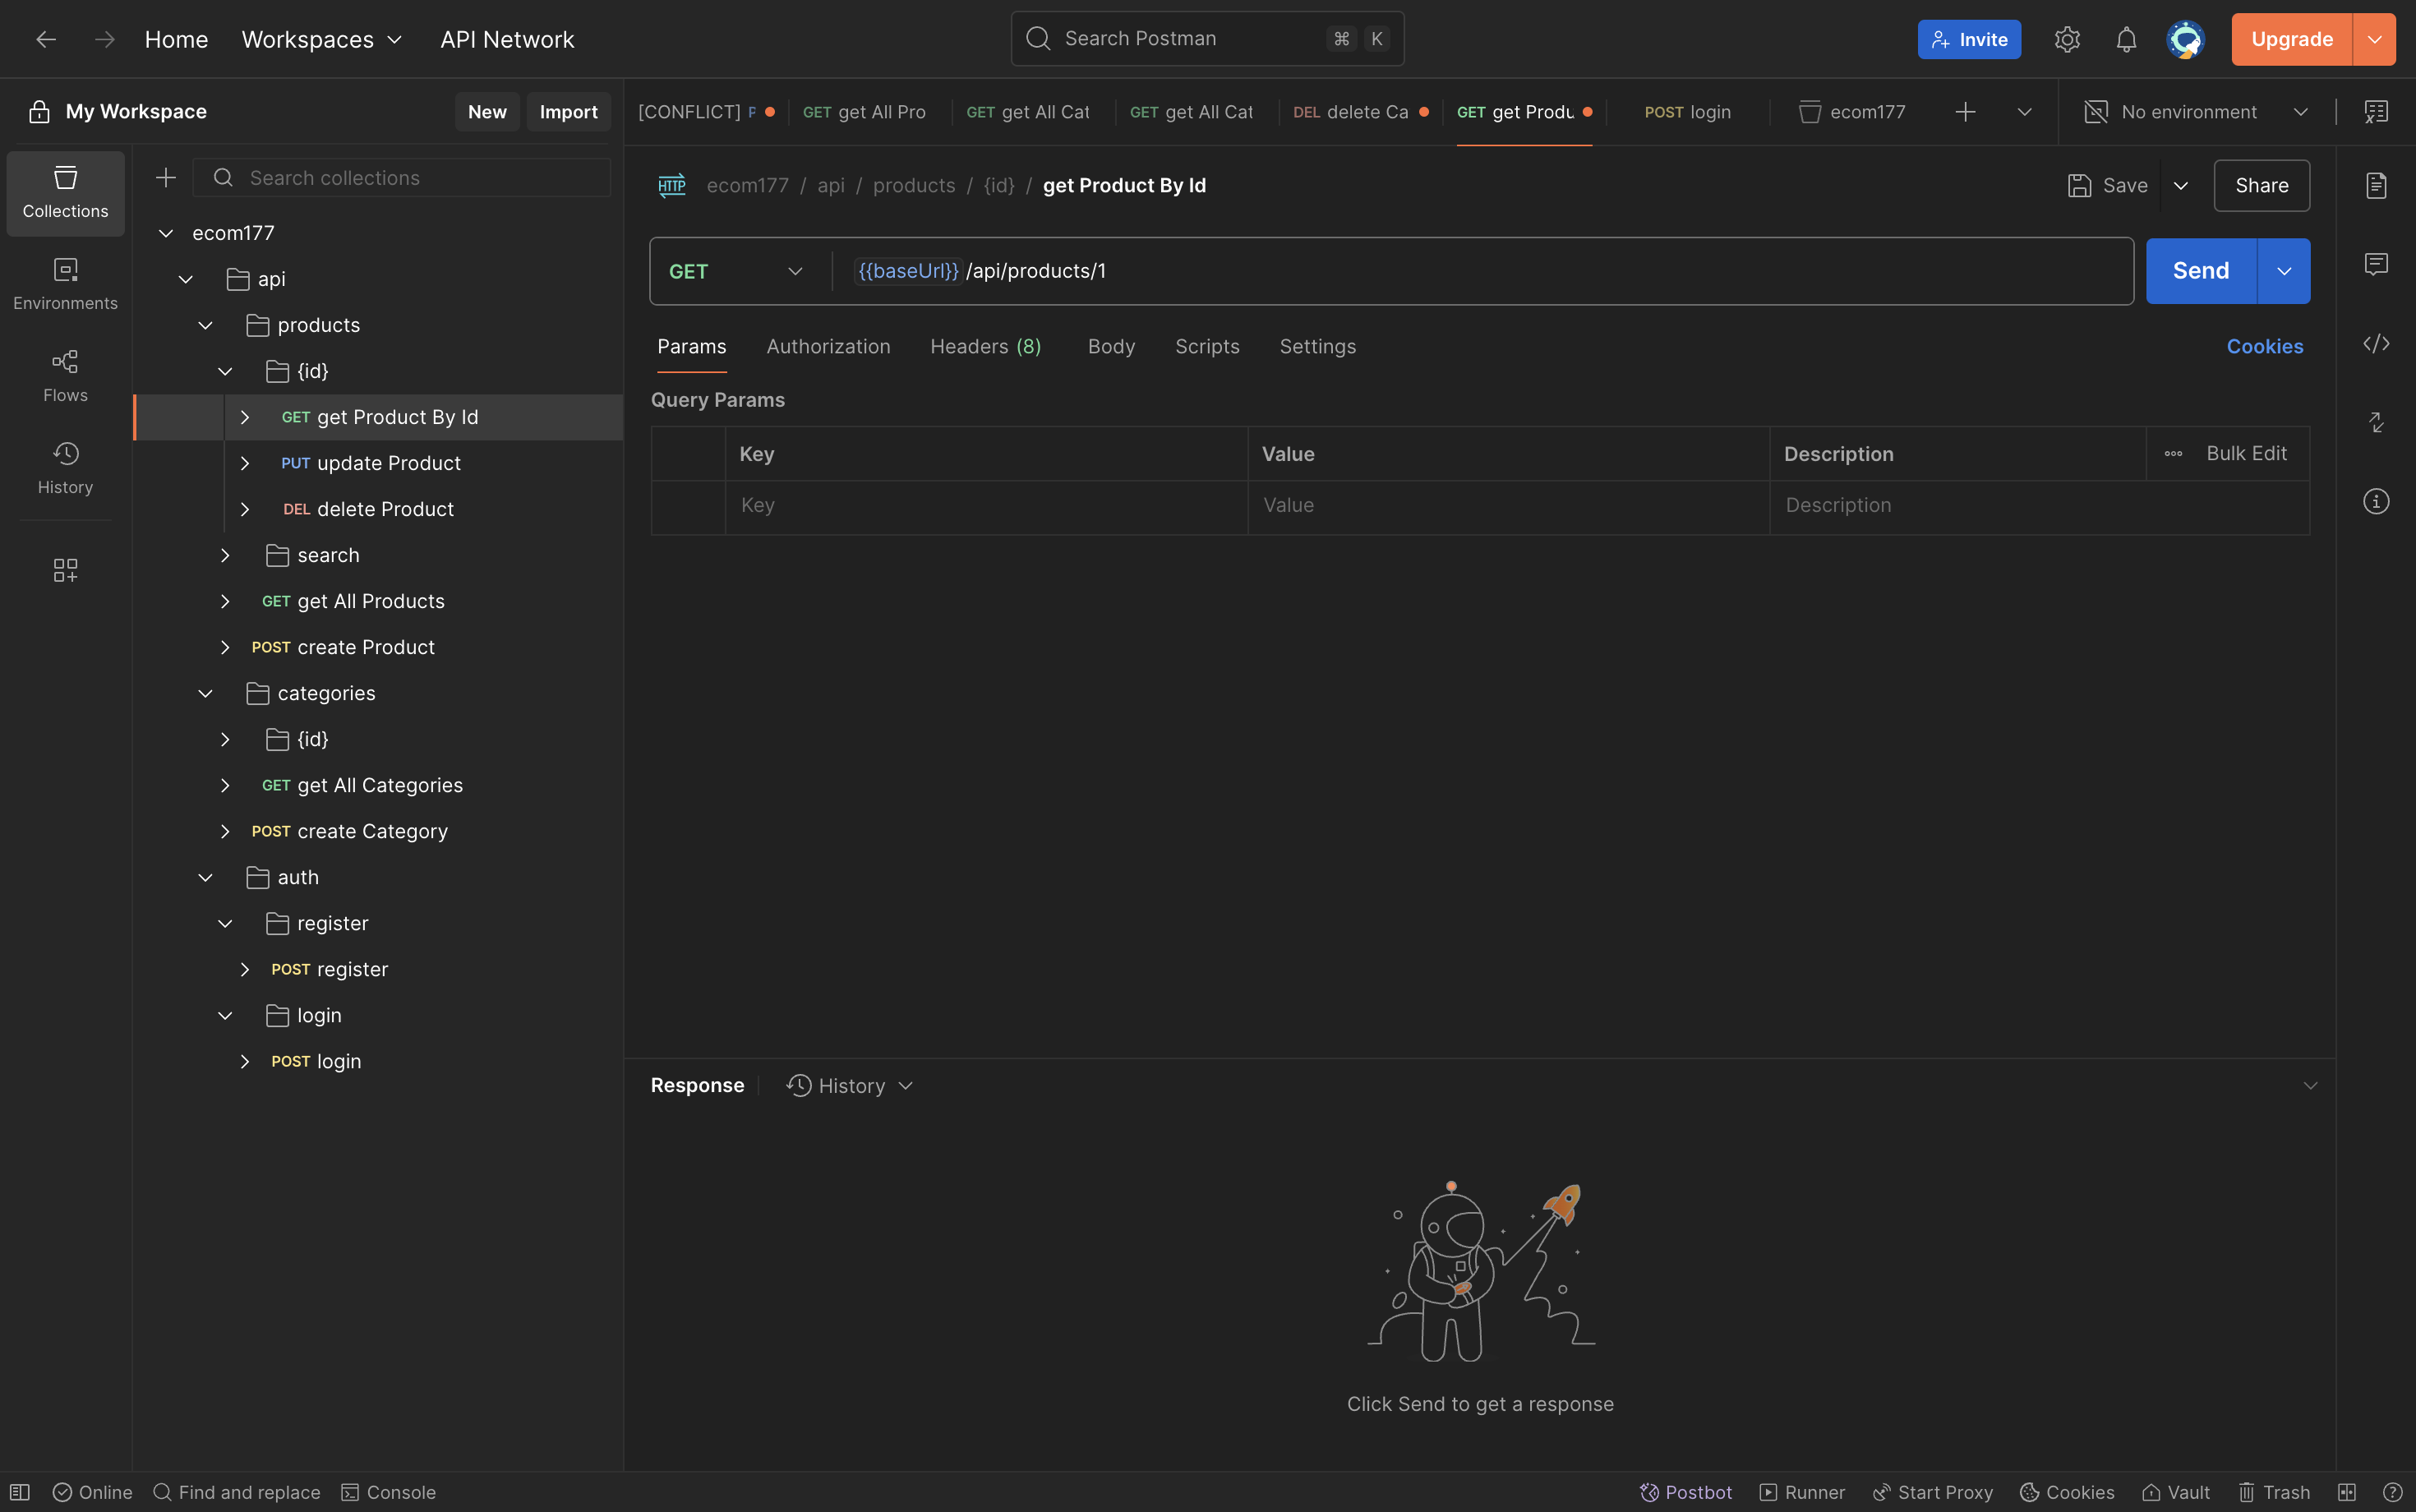 Home Workspaces API Network Search Postman ⌘ K Invite Upgrade
My Workspace New Import
[CONFLICT] P GET get All Pro GET get All Cat GET get All Cat DEL delete Ca GET get Produ POST login ecom177 No environment
Collections
Environments
Flows
History
Search collections
ecom177
api
products
{id}
GET get Product By Id
PUT update Product
DEL delete Product
search
GET get All Products
POST create Product
categories
{id}
GET get All Categories
POST create Category
auth
register
POST register
login
POST login
HTTP ecom177 / api / products / {id} / get Product By Id Save Share
GET {{baseUrl}} /api/products/1 Send
Params Authorization Headers (8) Body Scripts Settings Cookies
Query Params
Key Value Description Bulk Edit
Key Value Description
Response History
Click Send to get a response
Online Find and replace Console Postbot Runner Start Proxy Cookies Vault Trash